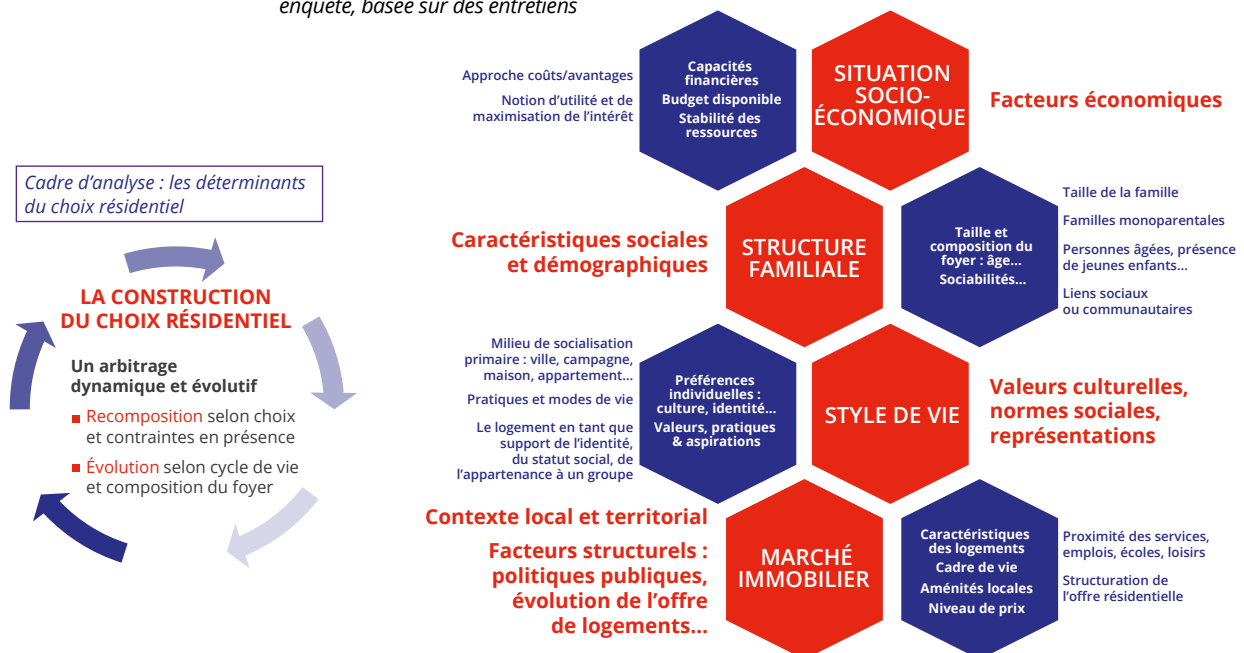 enquête, basée sur des entretiens
Cadre d'analyse : les déterminants
du choix résidentiel
LA CONSTRUCTION
DU CHOIX RÉSIDENTIEL
Un arbitrage
dynamique et évolutif
Recomposition selon choix
et contraintes en présence
Évolution selon cycle de vie
et composition du foyer
Approche coûts/avantages
Notion d'utilité et de
maximisation de l'intérêt
Capacités
financières
Budget disponible
Stabilité des
ressources
SITUATION
SOCIO-
ÉCONOMIQUE
Facteurs économiques
Caractéristiques sociales
et démographiques
STRUCTURE
FAMILIALE
Taille et
composition du
foyer : âge...
Sociabilités...
Taille de la famille
Familles monoparentales
Personnes âgées, présence
de jeunes enfants...
Liens sociaux
ou communautaires
Milieu de socialisation
primaire : ville, campagne,
maison, appartement...
Pratiques et modes de vie
Le logement en tant que
support de l'identité,
du statut social, de
l'appartenance à un groupe
Préférences
individuelles :
culture, identité...
Valeurs, pratiques
& aspirations
STYLE DE VIE
Valeurs culturelles,
normes sociales,
représentations
Contexte local et territorial
Facteurs structurels :
politiques publiques,
évolution de l'offre
de logements...
MARCHÉ
IMMOBILIER
Caractéristiques
des logements
Cadre de vie
Aménités locales
Niveau de prix
Proximité des services,
emplois, écoles, loisirs
Structuration de
l'offre résidentielle